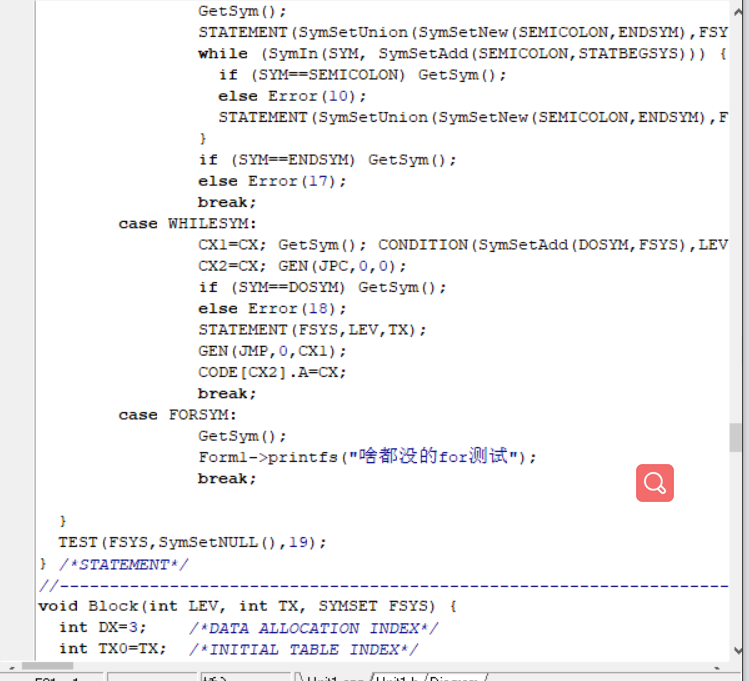 GetSym();
STATEMENT(SymSetUnion(SymSetNew(SEMICOLON,ENDSYM),FSY
while (SymIn(SYM, SymSetAdd(SEMICOLON,STATBEGSYS))) {
if (SYM==SEMICOLON) GetSym();
else Error(10);
STATEMENT(SymSetUnion(SymSetNew(SEMICOLON,ENDSYM),F
}
if (SYM==ENDSYM) GetSym();
else Error(17);
break;
case WHILESYM:
CX1=CX; GetSym(); CONDITION(SymSetAdd(DOSYM,FSYS),LEV
CX2=CX; GEN(JPC,0,0);
if (SYM==DOSYM) GetSym();
else Error(18);
STATEMENT(FSYS,LEV,TX);
GEN(JMP,0,CX1);
CODE[CX2].A=CX;
break;
case FORSYM:
GetSym();
Form1->printfs("啥都没的for测试");
break;
}
TEST(FSYS,SymSetNULL(),19);
} /*STATEMENT*/
//---------------------------------------------------------------------
void Block(int LEV, int TX, SYMSET FSYS) {
int DX=3; /*DATA ALLOCATION INDEX*/
int TX0=TX; /*INITIAL TABLE INDEX*/